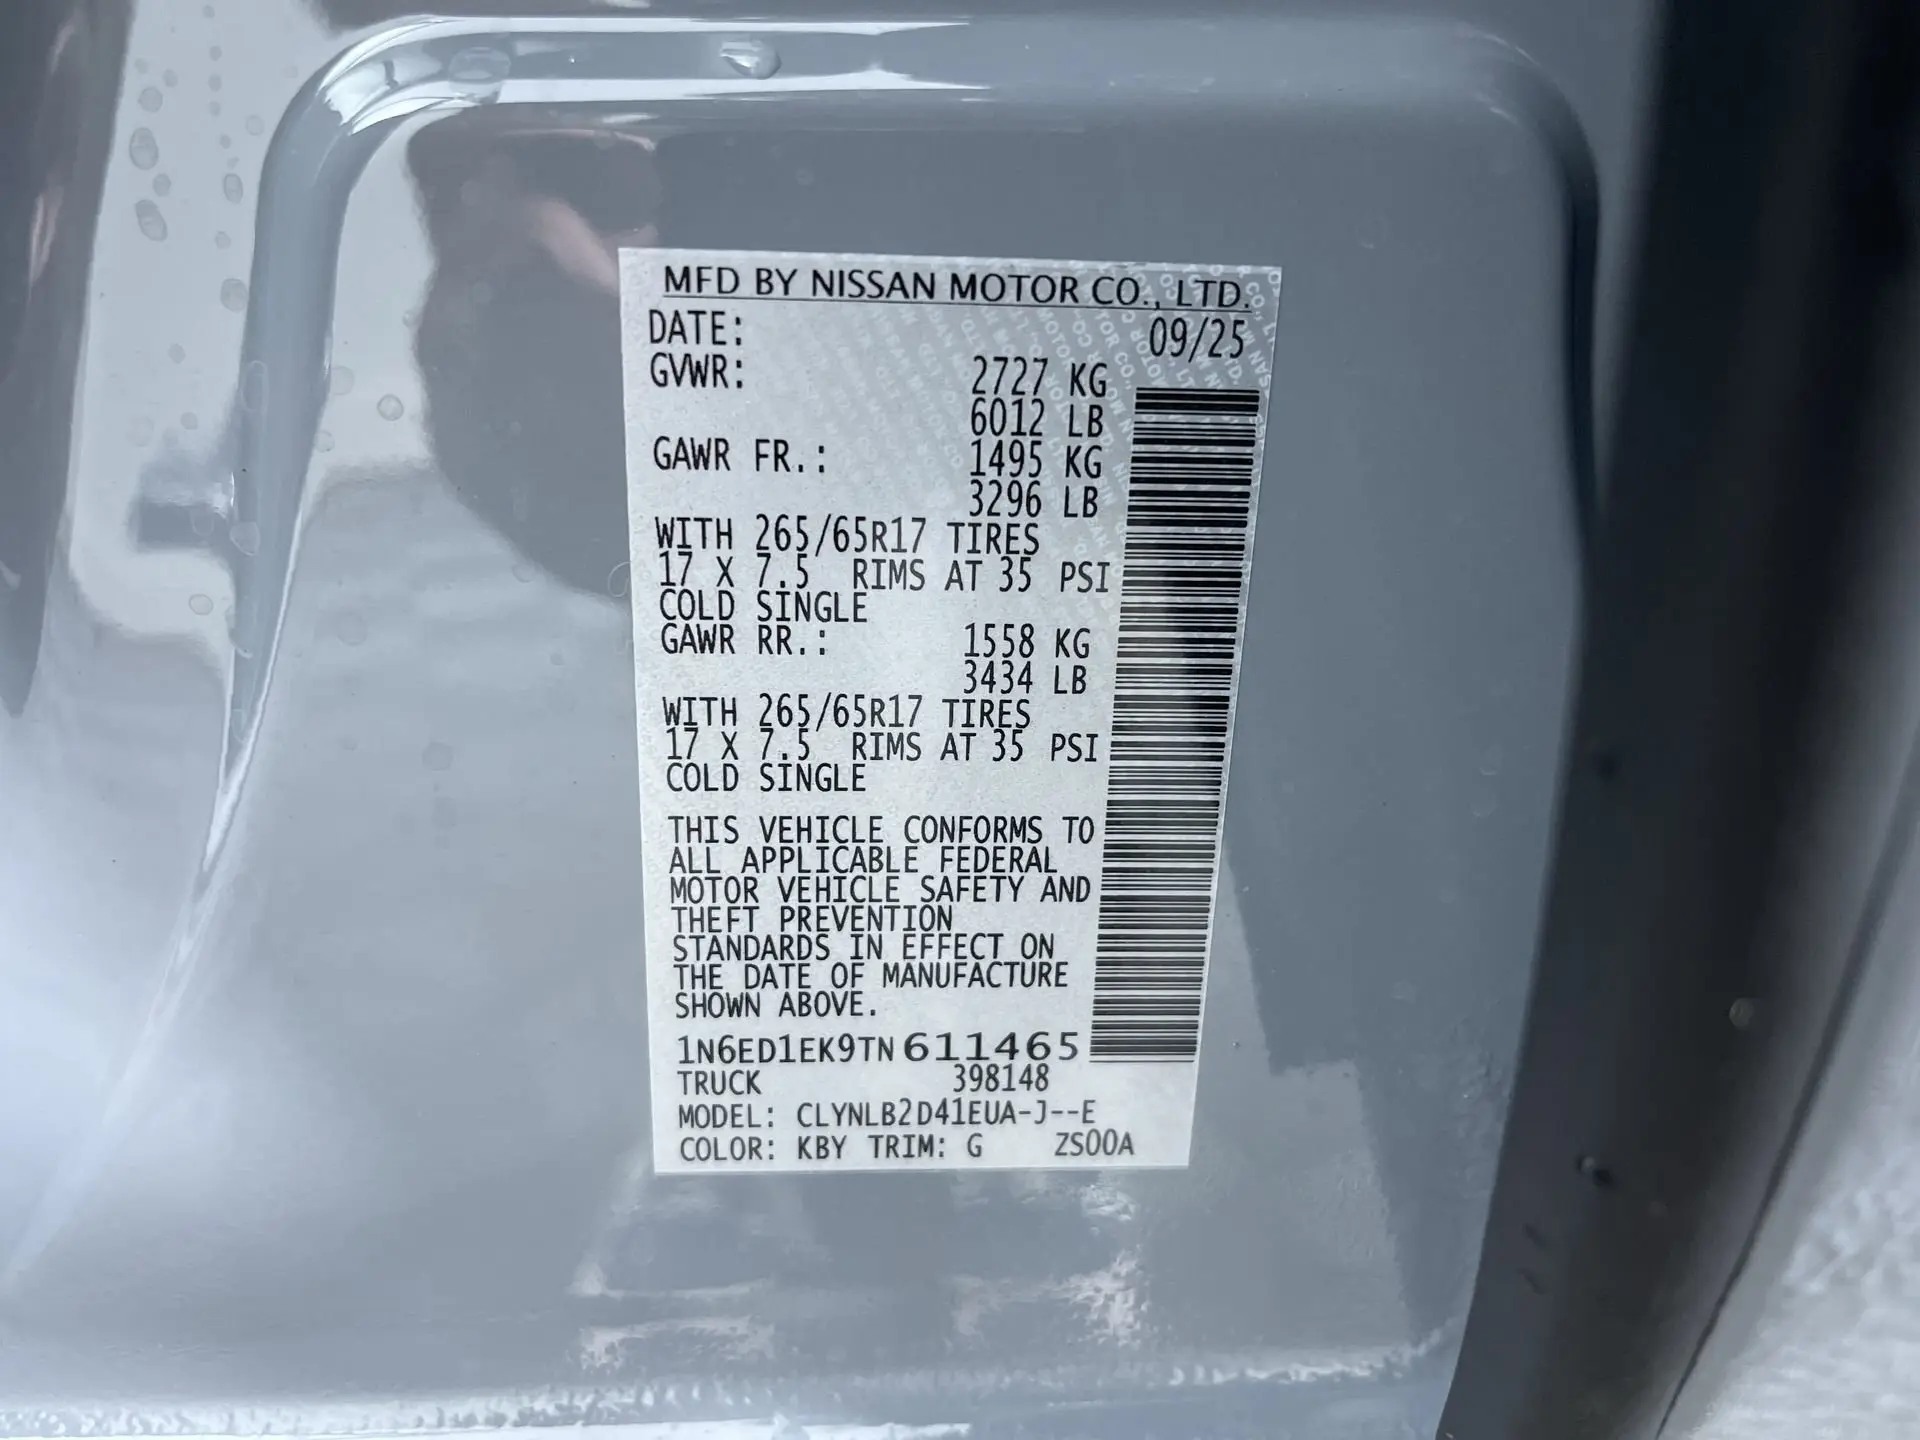 MFD BY NISSAN MOTOR CO., LTD.
DATE: 09/25
GVWR: 2727 KG
6012 LB
GAWR FR.: 1495 KG
3296 LB
WITH 265/65R17 TIRES
17 X 7.5 RIMS AT 35 PSI
COLD SINGLE
GAWR RR.: 1558 KG
3434 LB
WITH 265/65R17 TIRES
17 X 7.5 RIMS AT 35 PSI
COLD SINGLE
THIS VEHICLE CONFORMS TO
ALL APPLICABLE FEDERAL
MOTOR VEHICLE SAFETY AND
THEFT PREVENTION
STANDARDS IN EFFECT ON
THE DATE OF MANUFACTURE
SHOWN ABOVE.
1N6ED1EK9TN611465
TRUCK 398148
MODEL: CLYNLB2D41EUA-J--E
COLOR: KBY TRIM: G ZS00A